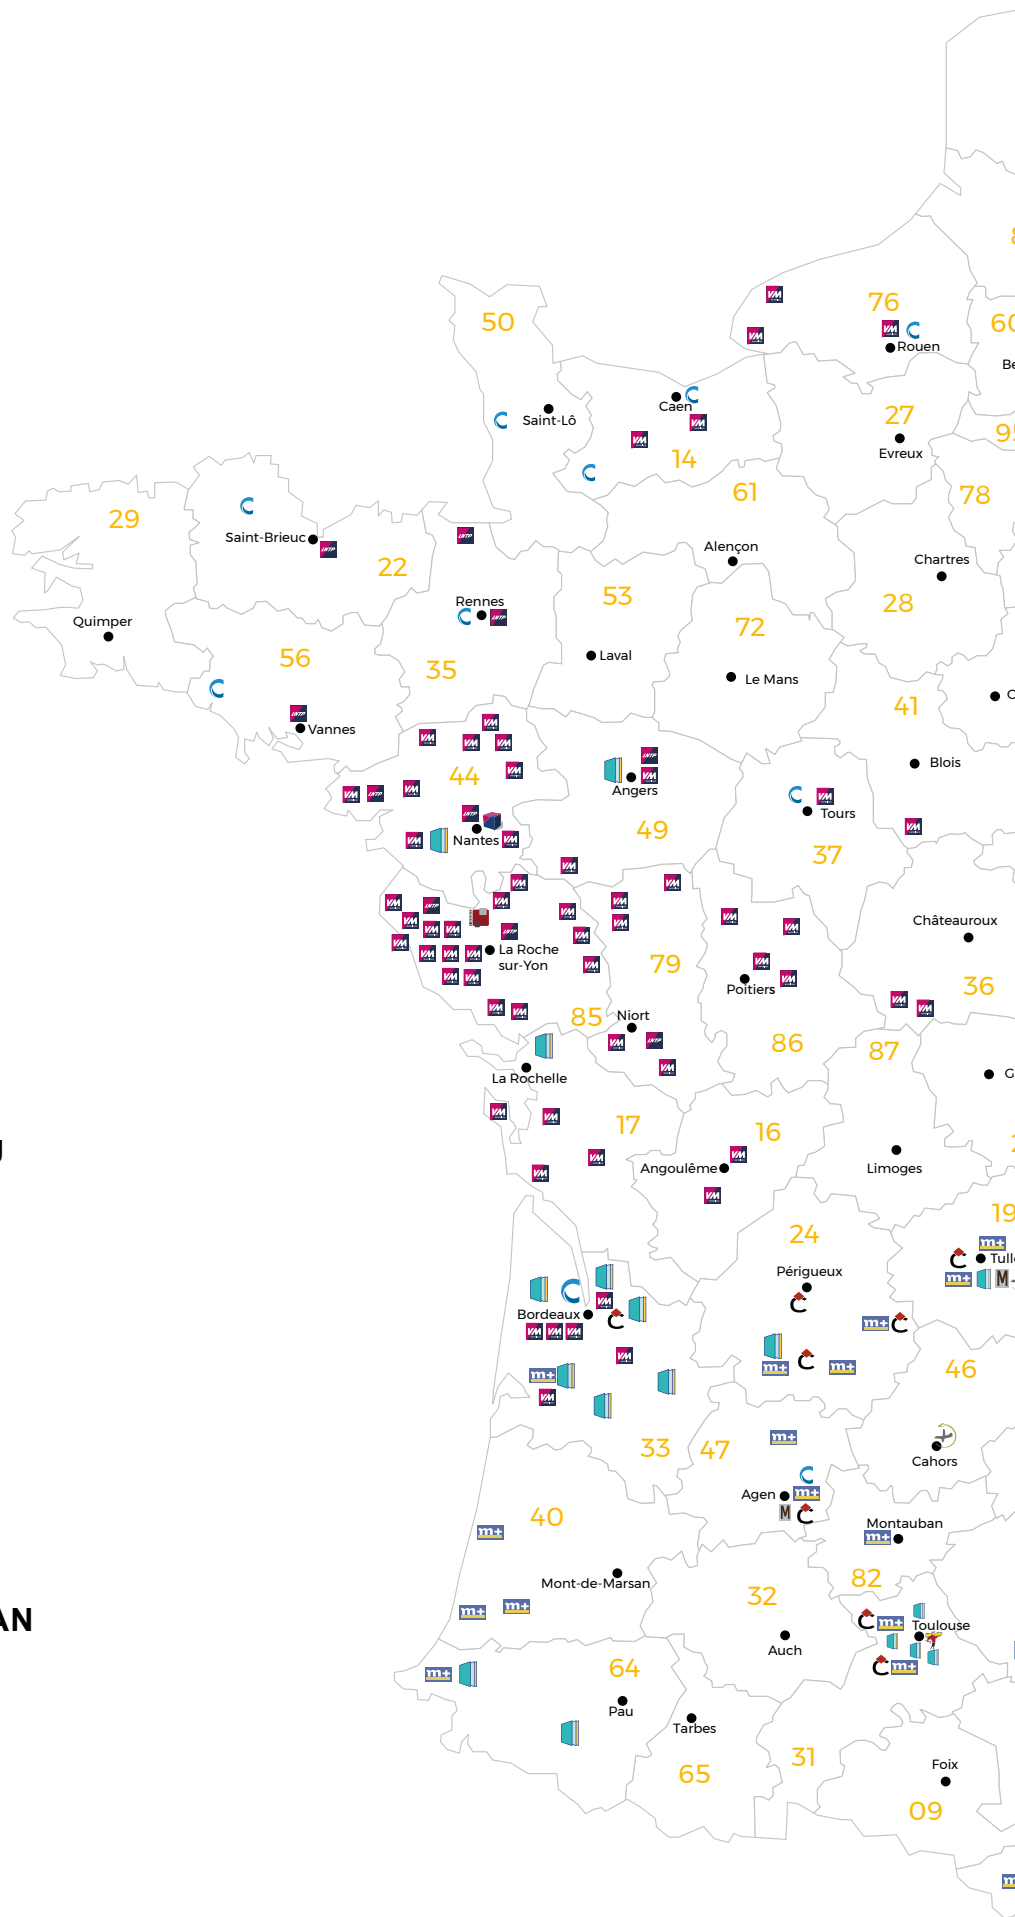 76
50
60
Rouen
Be
Caen
Saint-Lô
27
95
Evreux
14
61
78
29
Saint-Brieuc
22
Alençon
Chartres
53
28
Rennes
Quimper
72
56
35
Laval
Le Mans
41
Vannes
44
Blois
Angers
Tours
49
Nantes
37
Châteauroux
La Roche
sur-Yon
79
Poitiers
36
85
Niort
86
87
La Rochelle
G
17
16
Angoulême
Limoges
19
24
Tull
Périgueux
Bordeaux
46
33
47
Cahors
Agen
40
Montauban
Mont-de-Marsan
82
32
AN
Toulouse
Auch
64
Pau
Tarbes
31
Foix
65
09